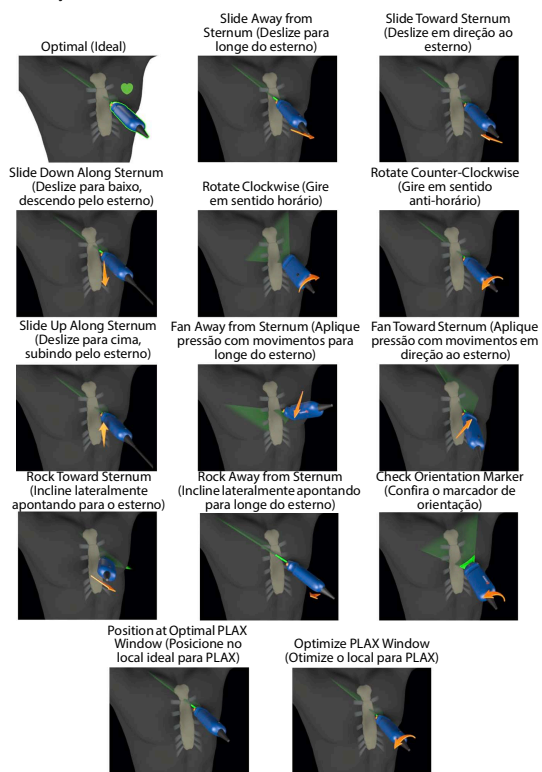 Optimal (Ideal)
Slide Away from
Sternum (Deslize para
longe do esterno)
Slide Toward Sternum
(Deslize em direção ao
esterno)
Slide Down Along Sternum
(Deslize para baixo,
descendo pelo esterno)
Rotate Clockwise (Gire
em sentido horário)
Rotate Counter-Clockwise
(Gire em sentido
anti-horário)
Slide Up Along Sternum
(Deslize para cima,
subindo pelo esterno)
Fan Away from Sternum (Aplique
pressão com movimentos para
longe do esterno)
Fan Toward Sternum (Aplique
pressão com movimentos em
direção ao esterno)
Rock Toward Sternum
(Incline lateralmente
apontando para o esterno)
Rock Away from Sternum
(Incline lateralmente apontando
para longe do esterno)
Check Orientation Marker
(Confira o marcador de
orientação)
Position at Optimal PLAX
Window (Posicione no
local ideal para PLAX)
Optimize PLAX Window
(Otimize o local para PLAX)